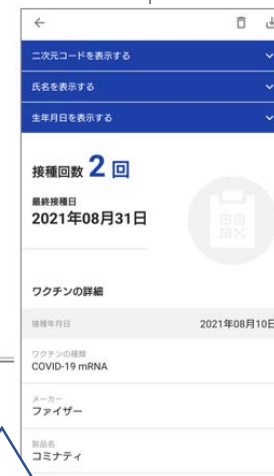 二次元コードを表示する
氏名を表示する
生年月日を表示する
接種回数 2 回
最終接種日
2021年08月31日
ワクチンの詳細
接種年月日
2021年08月10日
ワクチンの種類
COVID-19 mRNA
メーカー
ファイザー
製品名
コミナティ